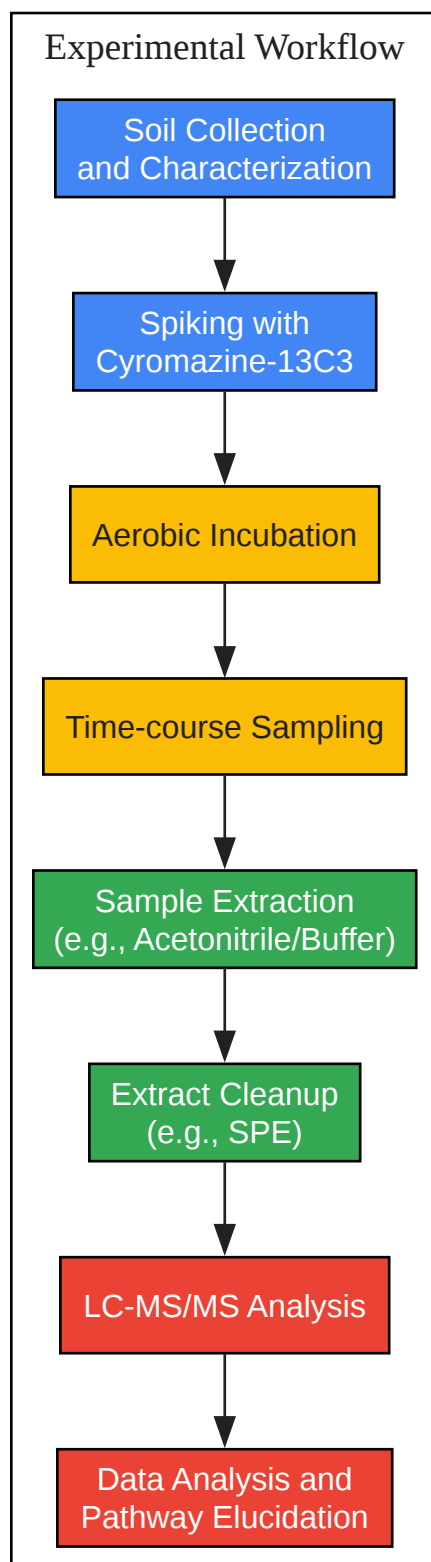 Experimental Workflow
Soil Collection
and Characterization
Spiking with
Cyromazine-13C3
Aerobic Incubation
Time-course Sampling
Sample Extraction
(e.g., Acetonitrile/Buffer)
Extract Cleanup
(e.g., SPE)
LC-MS/MS Analysis
Data Analysis and
Pathway Elucidation